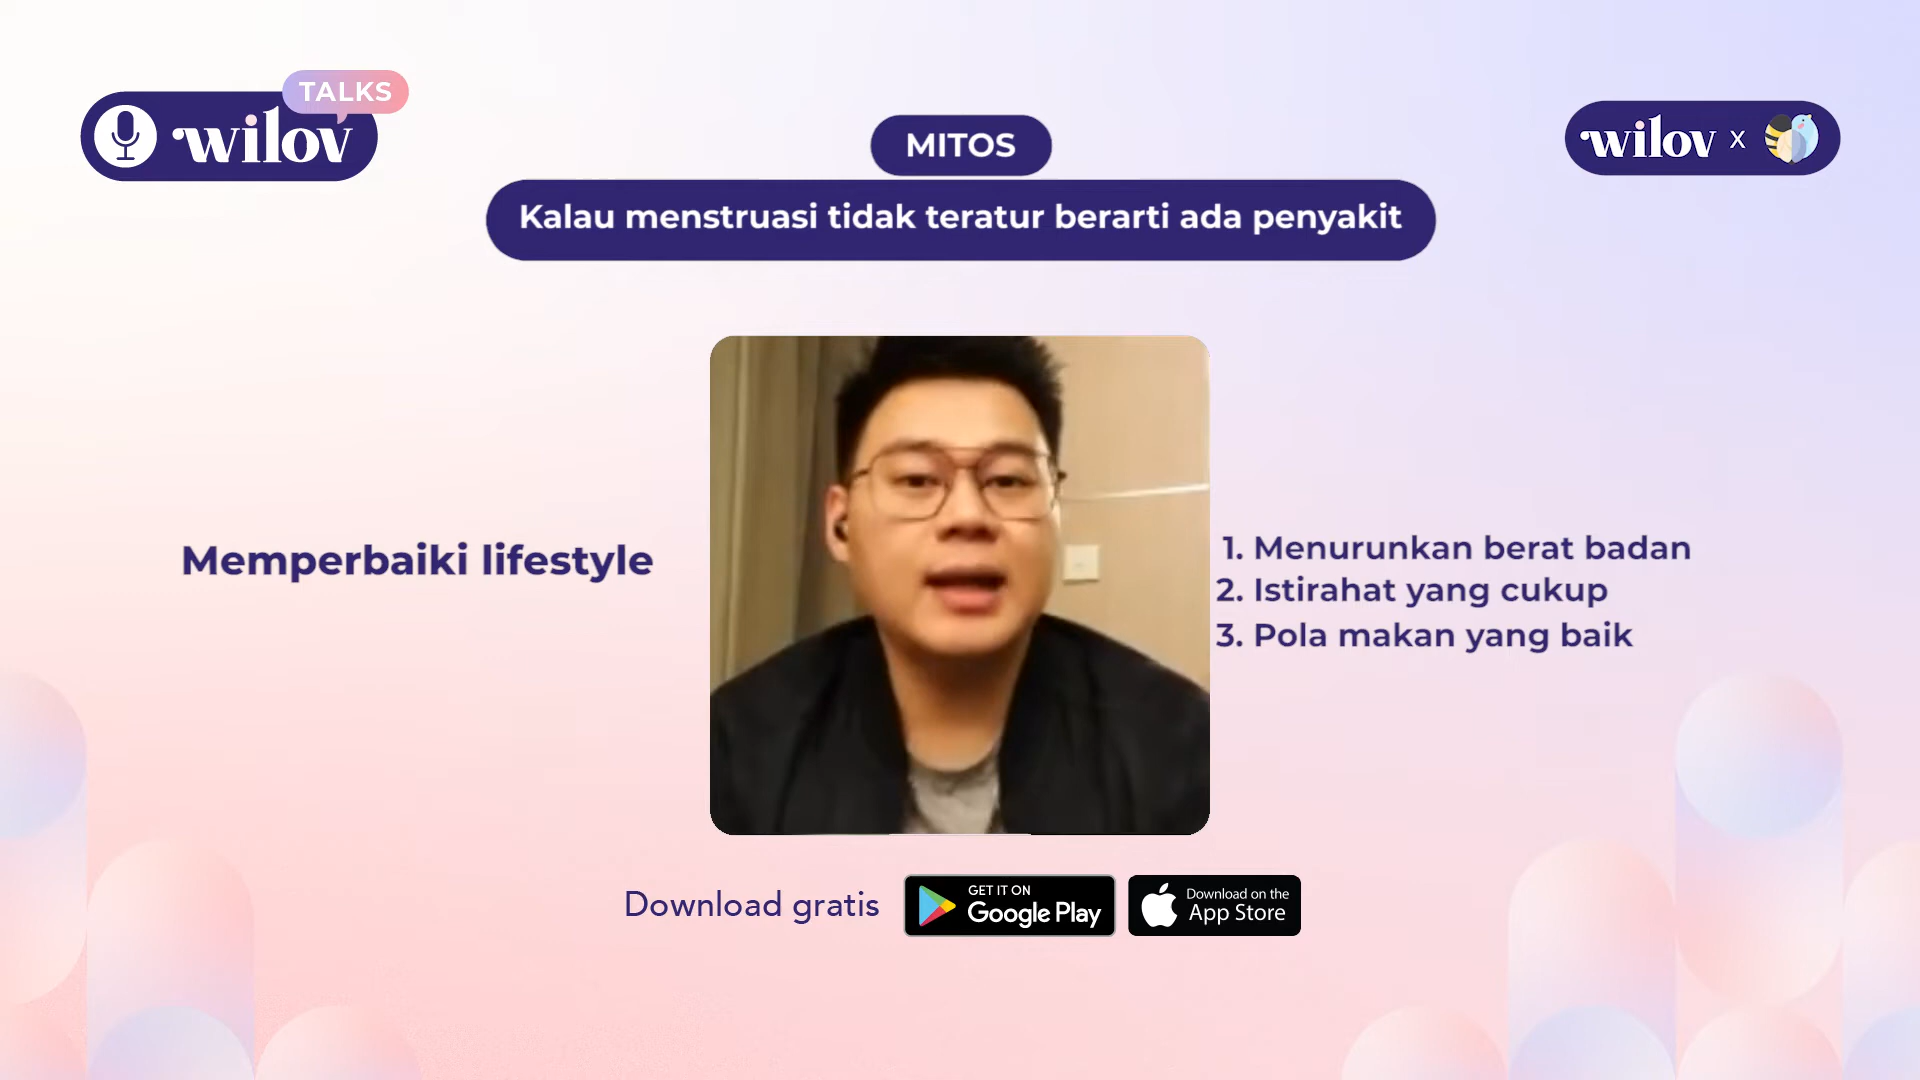 TALKS
wilov
MITOS
Kalau menstruasi tidak teratur berarti ada penyakit
wilov x
Memperbaiki lifestyle
1. Menurunkan berat badan
2. Istirahat yang cukup
3. Pola makan yang baik
Download gratis
GET IT ON
Google Play
Download on the
App Store